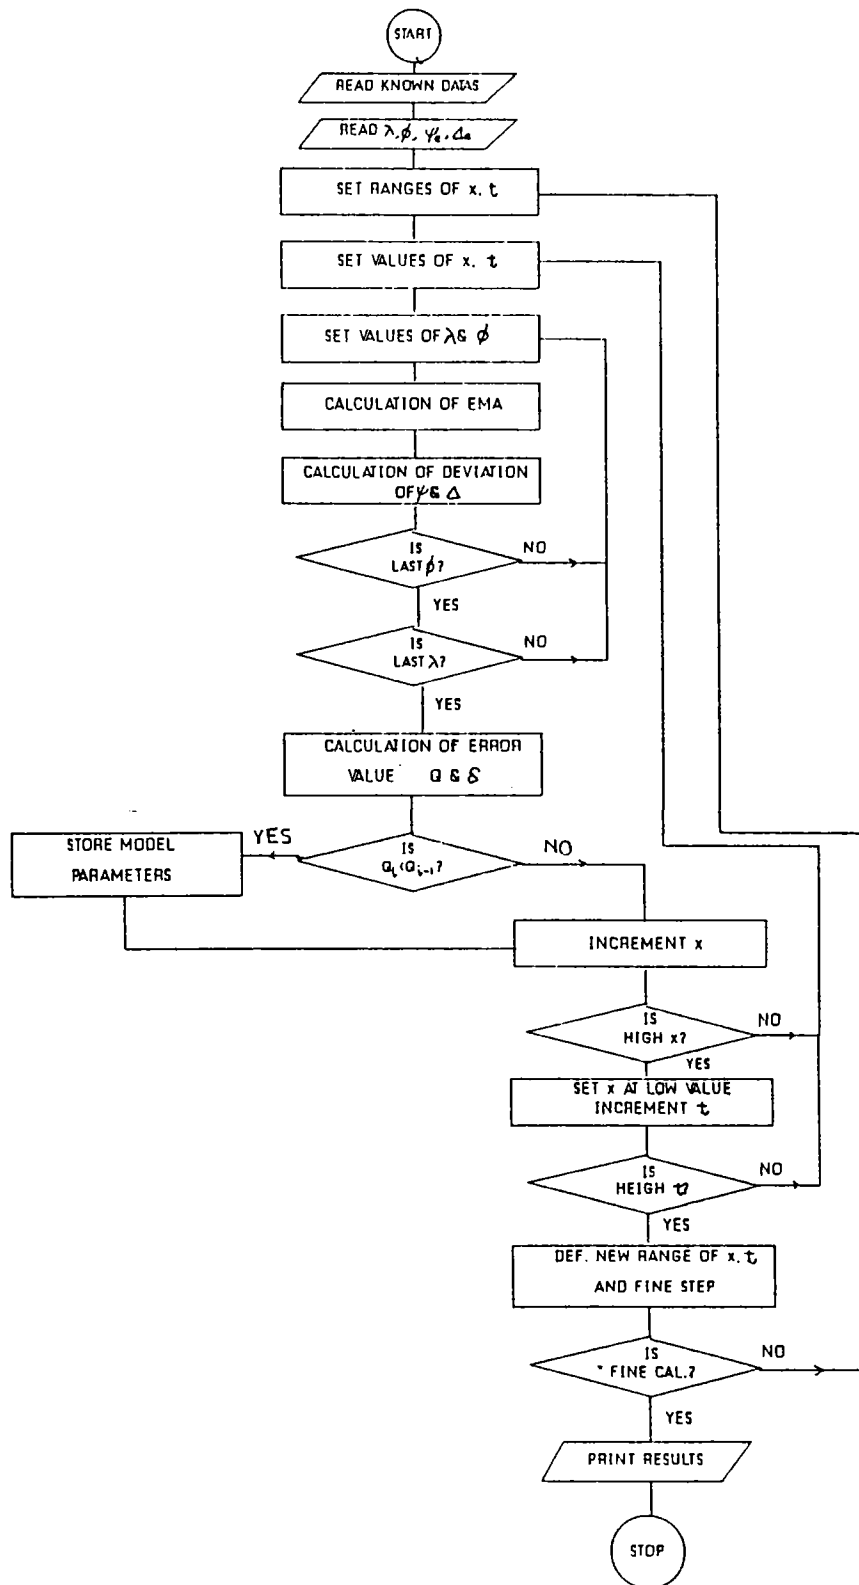 START
READ KNOWN DATAS
READ λ, ϕ, ψe, Δe
SET RANGES OF x, t
SET VALUES OF x, t
SET VALUES OF λ & ϕ
CALCULATION OF EMA
CALCULATION OF DEVIATION
OF ψ & Δ
IS
LAST ϕ?
NO
YES
IS
LAST λ?
NO
YES
CALCULATION OF ERROR
VALUE Q & δ
IS
Qi<Qi-1?
YES
NO
STORE MODEL
PARAMETERS
INCREMENT x
IS
HIGH x?
NO
YES
SET x AT LOW VALUE
INCREMENT t
IS
HEIGH t?
NO
YES
DEF. NEW RANGE OF x, t
AND FINE STEP
IS
FINE CAL.?
NO
YES
PRINT RESULTS
STOP